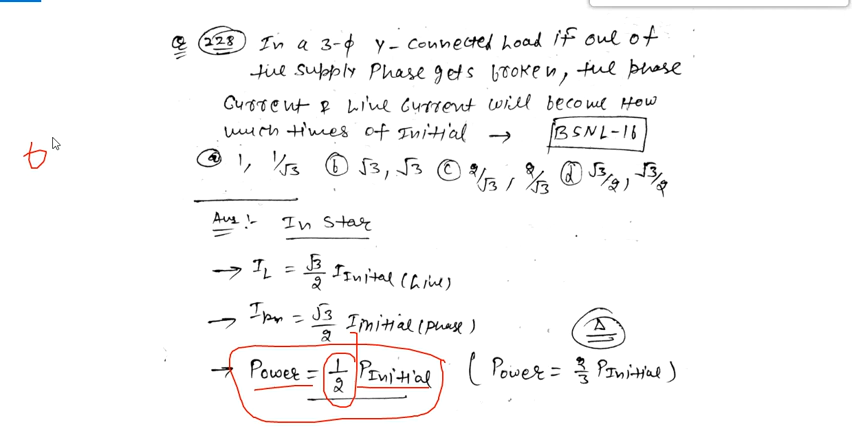 Q 228 In a 3-ϕ Y-connected Load if one of
the supply Phase gets broken, the phase
current & Line current will become How
much times of Initial → BSNL-16
ⓐ 1, 1/√3 ⓑ √3, √3 ⓒ 2/√3, 2/√3 ⓓ √3/2, √3/2
Ans:- In Star
→ I_L = √3/2 I_Inital (Line)
→ I_ph = √3/2 I_initial (phase)
Δ
→ Power = 1/2 P_Initial ( Power = 2/3 P_Initial )